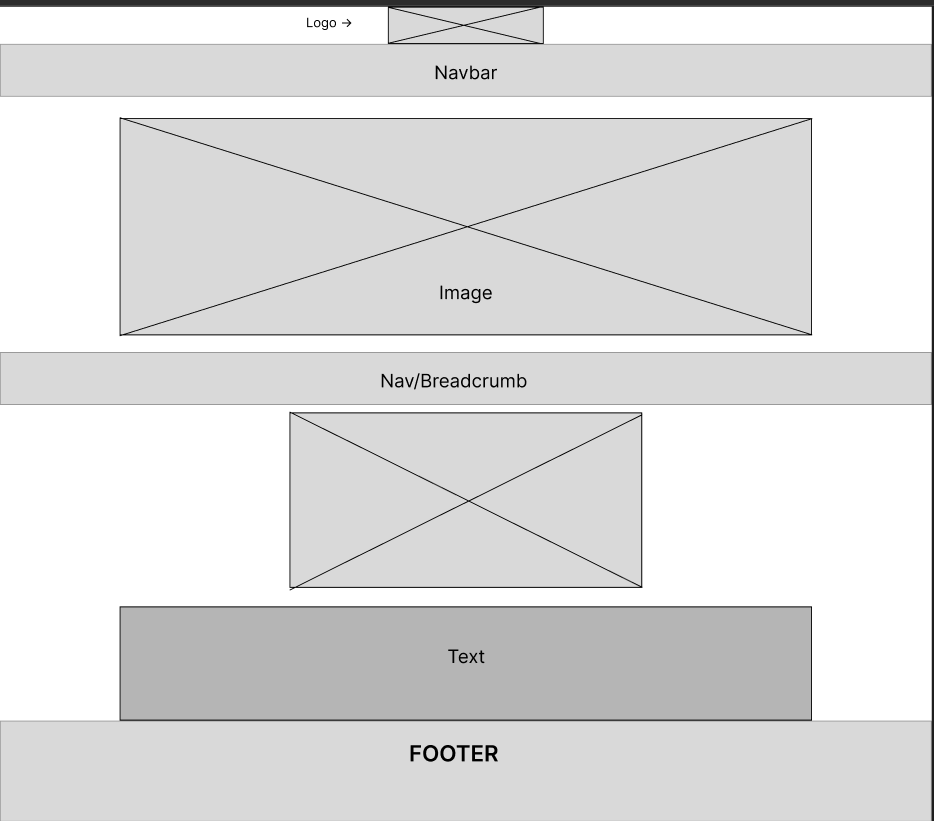 Logo →
Navbar
Image
Nav/Breadcrumb
Text
FOOTER